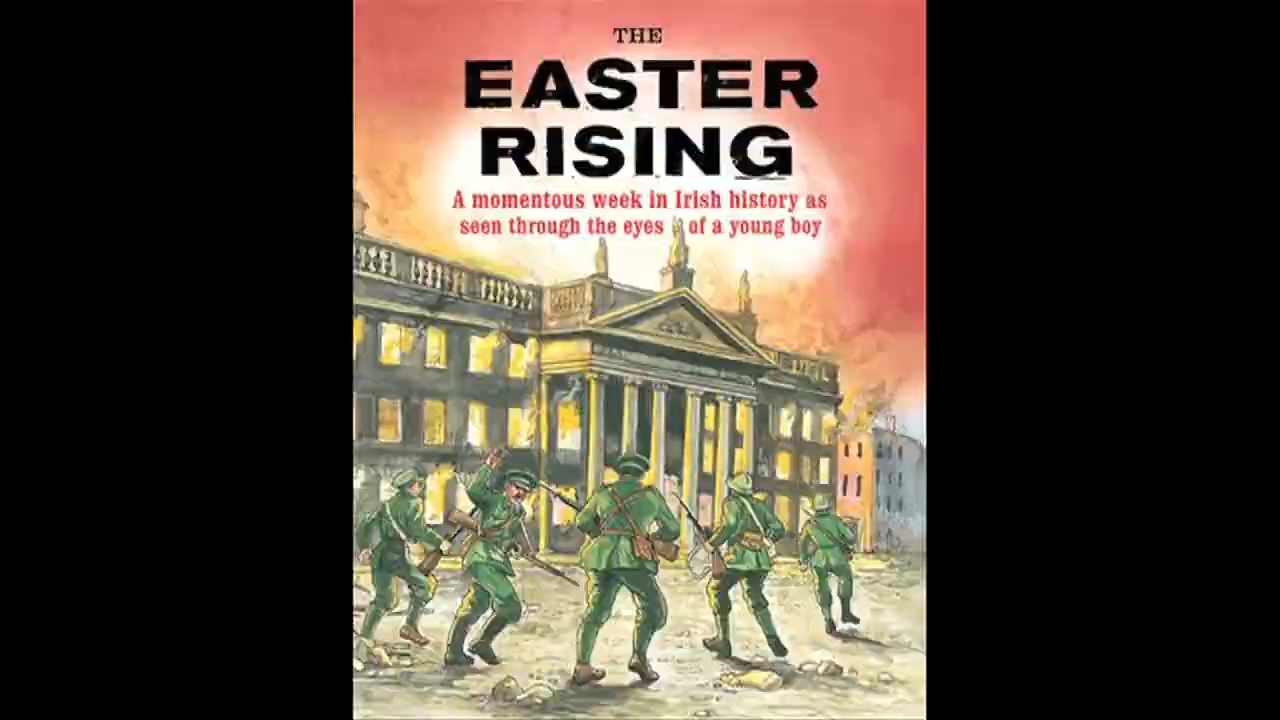 THE
EASTER
RISING
A momentous week in Irish history as
seen through the eyes of a young boy